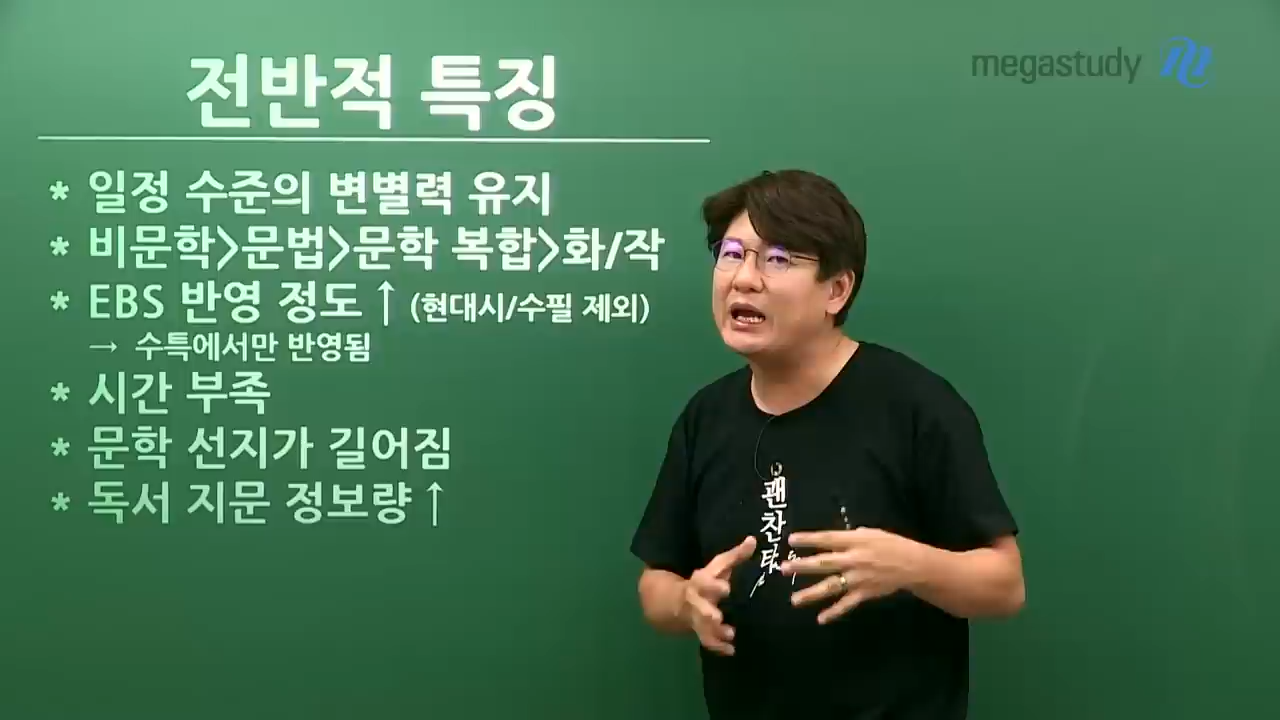 전반적 특징
megastudy
* 일정 수준의 변별력 유지
* 비문학>문법>문학 복합>화/작
* EBS 반영 정도↑(현대시/수필 제외)
→ 수특에서만 반영됨
* 시간 부족
* 문학 선지가 길어짐
* 독서 지문 정보량↑
괜찬타